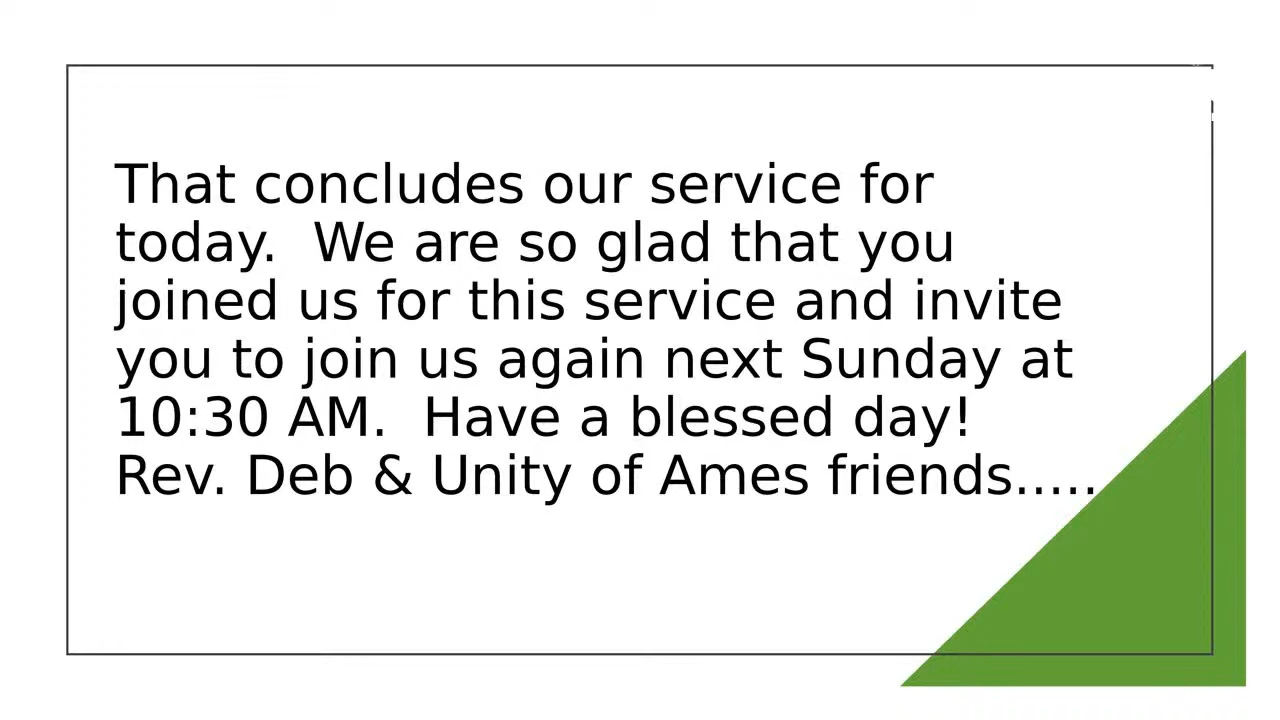 That concludes our service for
today.  We are so glad that you
joined us for this service and invite
you to join us again next Sunday at
10:30 AM.  Have a blessed day!
Rev. Deb & Unity of Ames friends.....